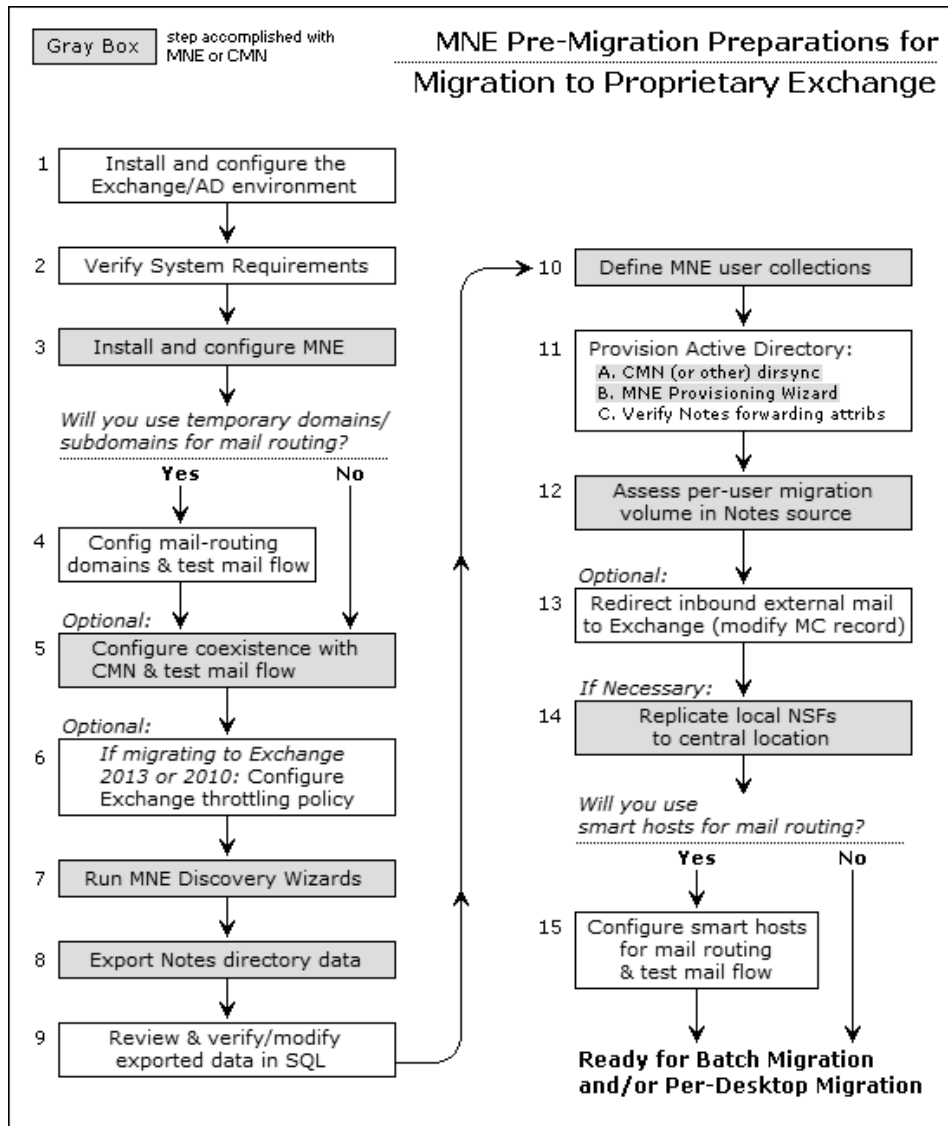 Gray Box
step accomplished with
MNE or CMN
MNE Pre-Migration Preparations for
Migration to Proprietary Exchange
1
Install and configure the
Exchange/AD environment
2
Verify System Requirements
3
Install and configure MNE
Will you use temporary domains/
subdomains for mail routing?
Yes
No
4
Config mail-routing
domains & test mail flow
Optional:
5
Configure coexistence with
CMN & test mail flow
Optional:
6
If migrating to Exchange
2013 or 2010: Configure
Exchange throttling policy
7
Run MNE Discovery Wizards
8
Export Notes directory data
9
Review & verify/modify
exported data in SQL
10
Define MNE user collections
11
Provision Active Directory:
A. CMN (or other) dirsync
B. MNE Provisioning Wizard
C. Verify Notes forwarding attribs
12
Assess per-user migration
volume in Notes source
Optional:
13
Redirect inbound external mail
to Exchange (modify MC record)
If Necessary:
14
Replicate local NSFs
to central location
Will you use
smart hosts for mail routing?
Yes
No
15
Configure smart hosts
for mail routing
& test mail flow
Ready for Batch Migration
and/or Per-Desktop Migration